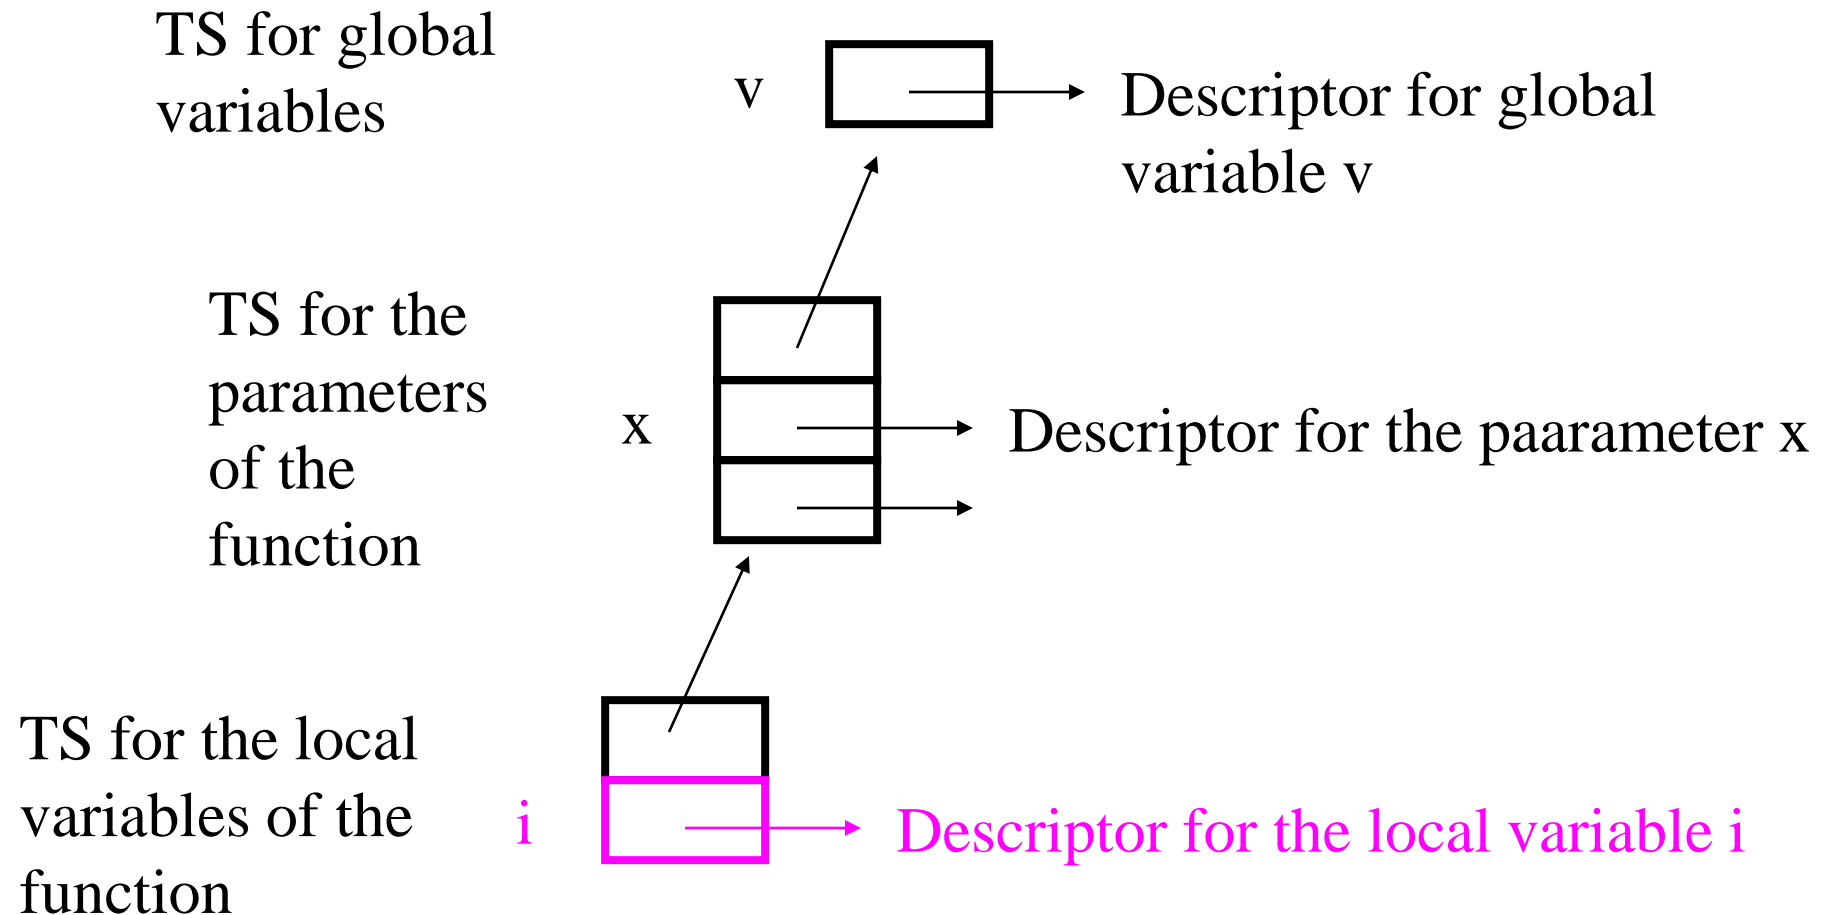 TS for global
variables
v
Descriptor for global
variable v
TS for the
parameters
of the
function
x
Descriptor for the paarameter x
TS for the local
variables of the
function
i
Descriptor for the local variable i